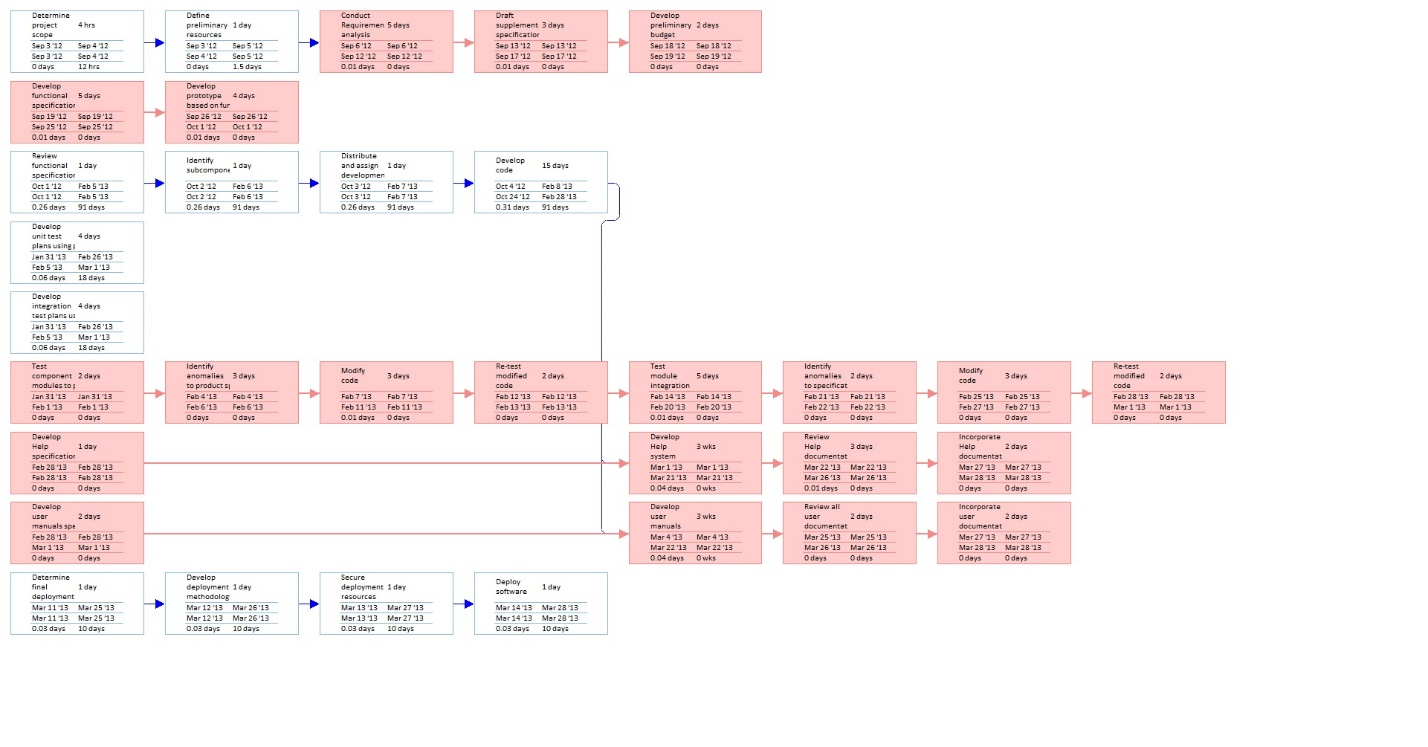 Determine
project 4 hrs
scope
Sep 3 '12 Sep 4 '12
Sep 3 '12 Sep 4 '12
0 days 12 hrs
Define
preliminary 1 day
resources
Sep 3 '12 Sep 5 '12
Sep 4 '12 Sep 5 '12
0 days 1.5 days
Conduct
Requiremen 5 days
analysis
Sep 6 '12 Sep 6 '12
Sep 12 '12 Sep 12 '12
0.01 days 0 days
Draft
supplement 3 days
specification
Sep 13 '12 Sep 13 '12
Sep 17 '12 Sep 17 '12
0.01 days 0 days
Develop
preliminary 2 days
budget
Sep 18 '12 Sep 18 '12
Sep 19 '12 Sep 19 '12
0 days 0 days
Develop
functional 5 days
specification
Sep 19 '12 Sep 19 '12
Sep 25 '12 Sep 25 '12
0.01 days 0 days
Develop
prototype 4 days
based on fur
Sep 26 '12 Sep 26 '12
Oct 1 '12 Oct 1 '12
0.01 days 0 days
Review
functional 1 day
specification
Oct 1 '12 Feb 5 '13
Oct 1 '12 Feb 5 '13
0.26 days 91 days
Identify 1 day
subcompone
Oct 2 '12 Feb 6 '13
Oct 2 '12 Feb 6 '13
0.26 days 91 days
Distribute
and assign 1 day
developmen
Oct 3 '12 Feb 7 '13
Oct 3 '12 Feb 7 '13
0.26 days 91 days
Develop 15 days
code
Oct 4 '12 Feb 8 '13
Oct 24 '12 Feb 28 '13
0.31 days 91 days
Develop
unit test 4 days
plans using
Jan 31 '13 Feb 26 '13
Feb 5 '13 Mar 1 '13
0.06 days 18 days
Develop
integration 4 days
test plans us
Jan 31 '13 Feb 26 '13
Feb 5 '13 Mar 1 '13
0.06 days 18 days
Test
component 2 days
modules to
Jan 31 '13 Jan 31 '13
Feb 1 '13 Feb 1 '13
0 days 0 days
Identify
anomalies 3 days
to product sp
Feb 4 '13 Feb 4 '13
Feb 6 '13 Feb 6 '13
0 days 0 days
Modify 3 days
code
Feb 7 '13 Feb 7 '13
Feb 11 '13 Feb 11 '13
0.01 days 0 days
Re-test
modified 2 days
code
Feb 12 '13 Feb 12 '13
Feb 13 '13 Feb 13 '13
0 days 0 days
Test
module 5 days
integration
Feb 14 '13 Feb 14 '13
Feb 20 '13 Feb 20 '13
0.01 days 0 days
Identify
anomalies 2 days
to specificat
Feb 21 '13 Feb 21 '13
Feb 22 '13 Feb 22 '13
0 days 0 days
Modify 3 days
code
Feb 25 '13 Feb 25 '13
Feb 27 '13 Feb 27 '13
0 days 0 days
Re-test
modified 2 days
code
Feb 28 '13 Feb 28 '13
Mar 1 '13 Mar 1 '13
0 days 0 days
Develop
Help 1 day
specification
Feb 28 '13 Feb 28 '13
Feb 28 '13 Feb 28 '13
0 days 0 days
Develop
Help 3 wks
system
Mar 1 '13 Mar 1 '13
Mar 21 '13 Mar 21 '13
0.04 days 0 wks
Review
Help 3 days
documentat
Mar 22 '13 Mar 22 '13
Mar 26 '13 Mar 26 '13
0.01 days 0 days
Incorporate
Help 2 days
documentat
Mar 27 '13 Mar 27 '13
Mar 28 '13 Mar 28 '13
0 days 0 days
Develop
user 2 days
manuals spe
Feb 28 '13 Feb 28 '13
Mar 1 '13 Mar 1 '13
0 days 0 days
Develop
user 3 wks
manuals
Mar 4 '13 Mar 4 '13
Mar 22 '13 Mar 22 '13
0.04 days 0 wks
Review all
user 2 days
documentat
Mar 25 '13 Mar 25 '13
Mar 26 '13 Mar 26 '13
0 days 0 days
Incorporate
user 2 days
documentat
Mar 27 '13 Mar 27 '13
Mar 28 '13 Mar 28 '13
0 days 0 days
Determine
final 1 day
deployment
Mar 11 '13 Mar 25 '13
Mar 11 '13 Mar 25 '13
0.03 days 10 days
Develop
deployment 1 day
methodolog
Mar 12 '13 Mar 26 '13
Mar 12 '13 Mar 26 '13
0.03 days 10 days
Secure
deployment 1 day
resources
Mar 13 '13 Mar 27 '13
Mar 13 '13 Mar 27 '13
0.03 days 10 days
Deploy 1 day
software
Mar 14 '13 Mar 28 '13
Mar 14 '13 Mar 28 '13
0.03 days 10 days